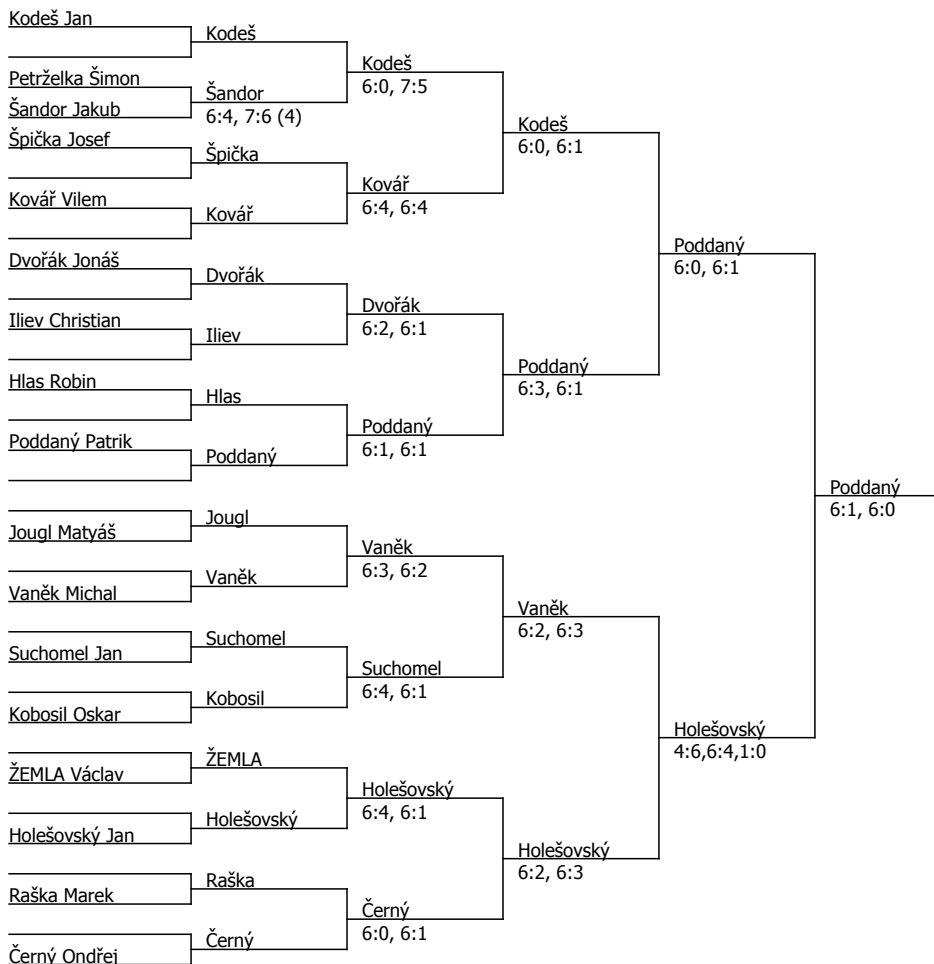 Kodeš Jan
Petrželka Šimon
Šandor Jakub
Špička Josef
Kovář Vilem
Dvořák Jonáš
Iliev Christian
Hlas Robin
Poddaný Patrik
Jougl Matyáš
Vaněk Michal
Suchomel Jan
Kobosil Oskar
ŽEMLA Václav
Holešovský Jan
Raška Marek
Černý Ondřej
Kodeš
Šandor
6:4, 7:6 (4)
Špička
Kovář
Dvořák
Iliev
Hlas
Poddaný
Jougl
Vaněk
Suchomel
Kobosil
ŽEMLA
Holešovský
Raška
Černý
Kodeš
6:0, 7:5
Kovář
6:4, 6:4
Dvořák
6:2, 6:1
Poddaný
6:1, 6:1
Vaněk
6:3, 6:2
Suchomel
6:4, 6:1
Holešovský
6:4, 6:1
Černý
6:0, 6:1
Kodeš
6:0, 6:1
Poddaný
6:3, 6:1
Vaněk
6:2, 6:3
Holešovský
6:2, 6:3
Poddaný
6:0, 6:1
Holešovský
4:6,6:4,1:0
Poddaný
6:1, 6:0